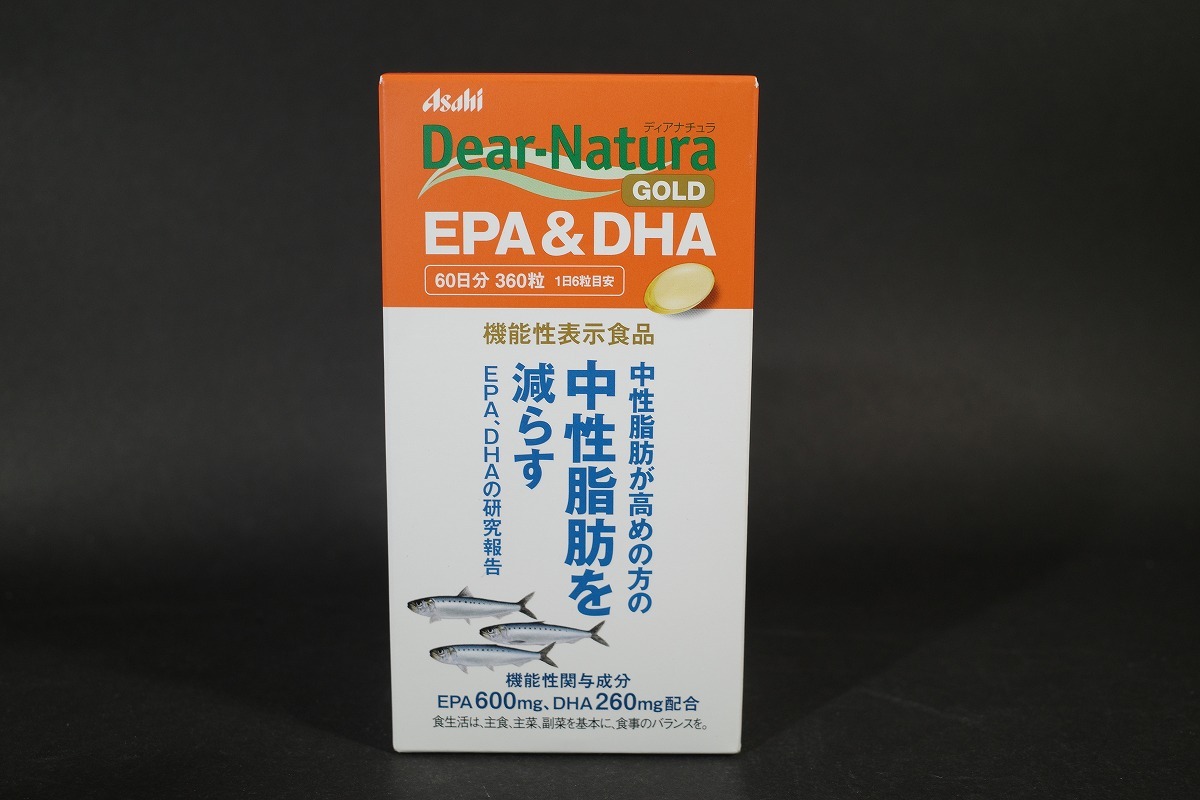 Asahi
ディアナチュラ
Dear-Natura
GOLD
EPA & DHA
60日分 360粒 1日6粒目安
機能性表示食品
中性脂肪が高めの方の
中性脂肪を
減らす
EPA、DHAの研究報告
機能性関与成分
EPA 600mg、DHA 260mg配合
食生活は、主食、主菜、副菜を基本に、食事のバランスを。